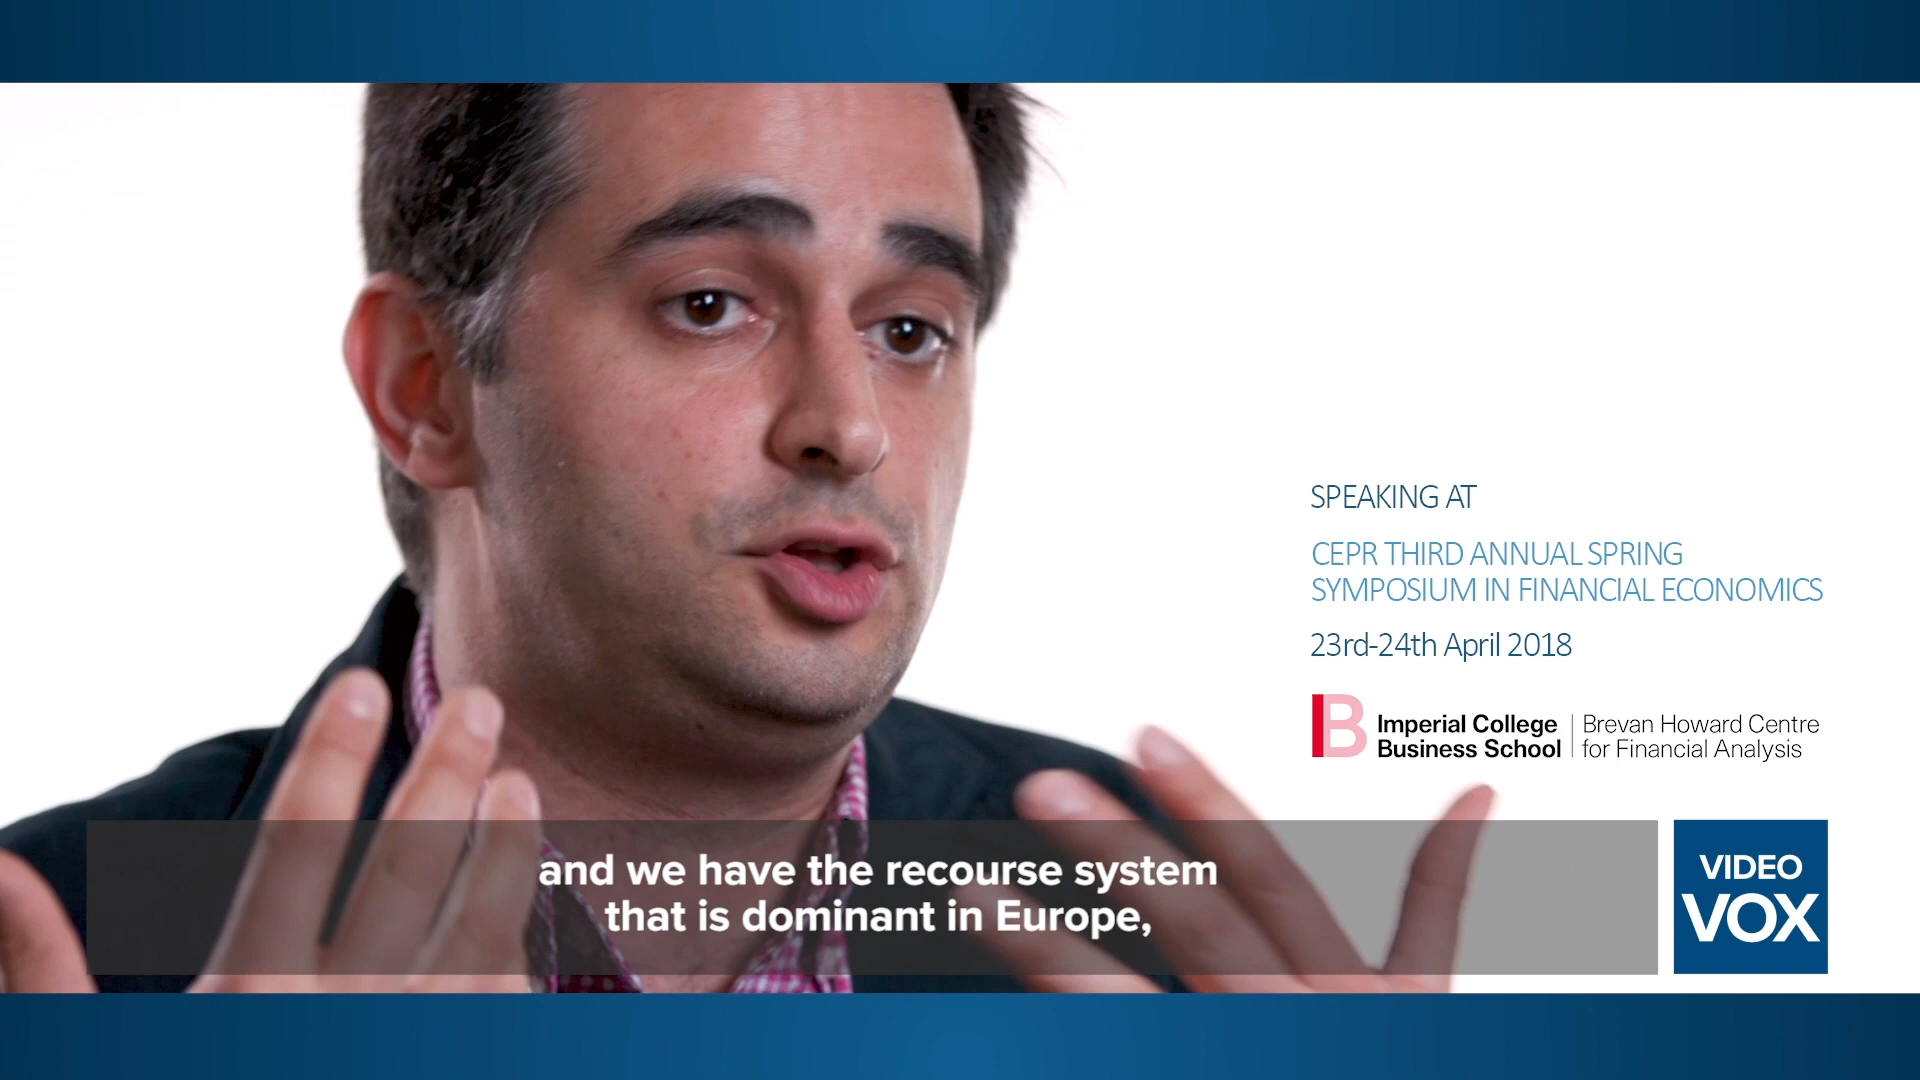 SPEAKING AT
CEPR THIRD ANNUAL SPRING
SYMPOSIUM IN FINANCIAL ECONOMICS
23rd-24th April 2018
B
Imperial College
Business School
Brevan Howard Centre
for Financial Analysis
and we have the recourse system
that is dominant in Europe,
VIDEO
VOX